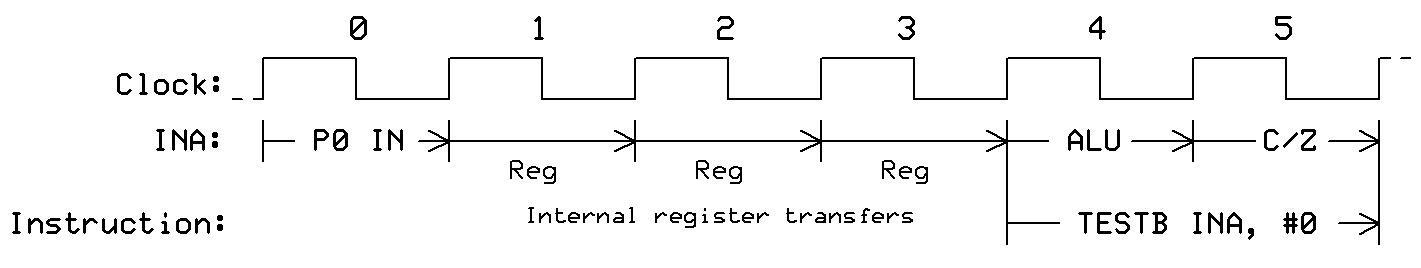 0 1 2 3 4 5
Clock:
INA: P0 IN ALU C/Z
Reg Reg Reg
Internal register transfers
Instruction: TESTB INA, #0